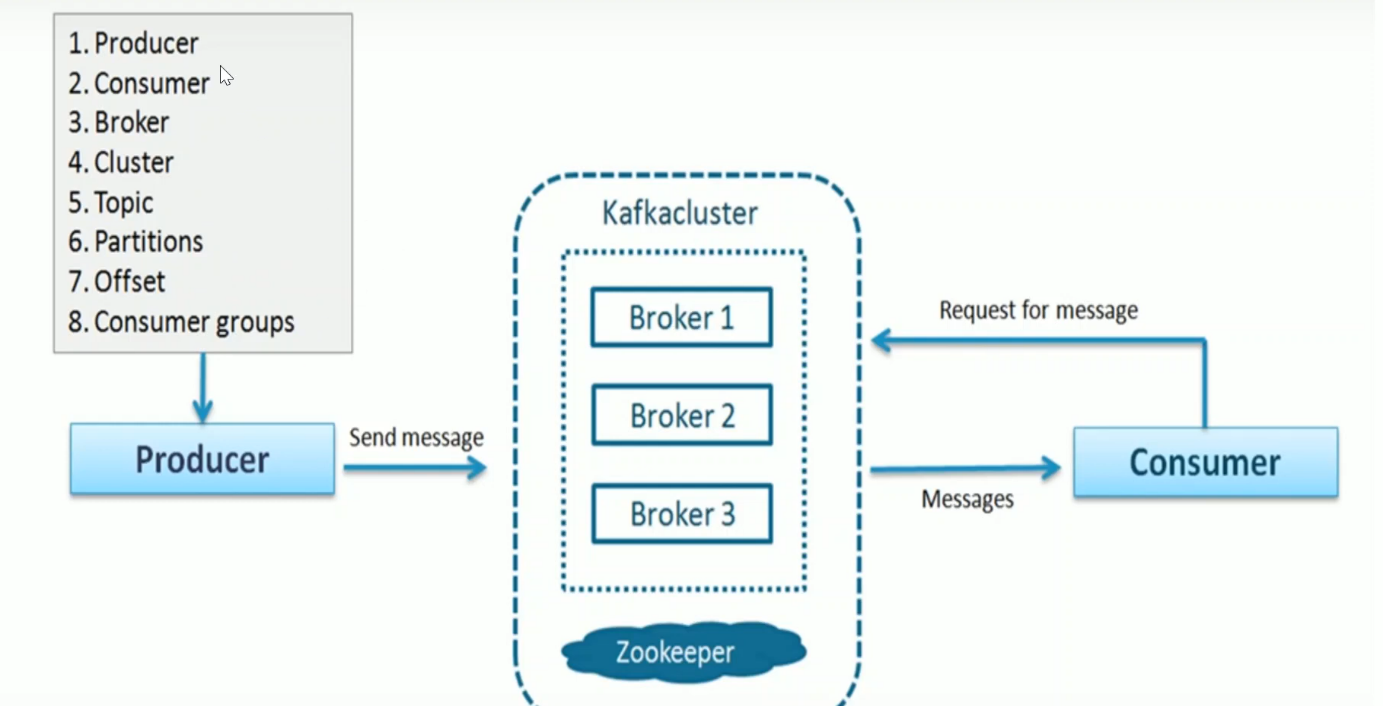 1. Producer
2. Consumer
3. Broker
4. Cluster
5. Topic
6. Partitions
7. Offset
8. Consumer groups
Producer
Send message
Kafkacluster
Broker 1
Broker 2
Broker 3
Zookeeper
Request for message
Messages
Consumer